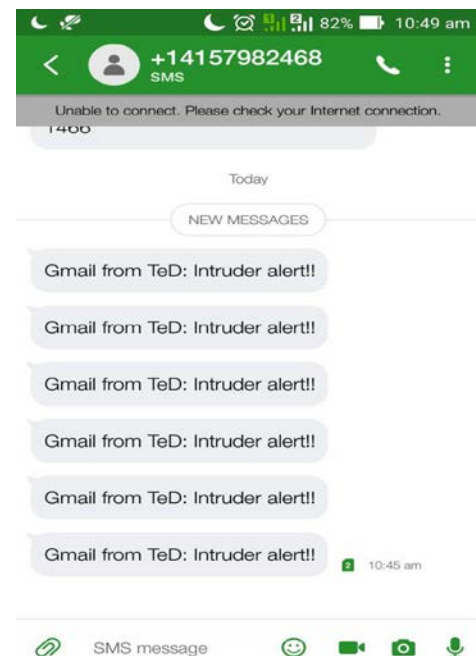 82% 10:49 am
+14157982468
SMS
Unable to connect. Please check your Internet connection.
1466
Today
NEW MESSAGES
Gmail from TeD: Intruder alert!!
Gmail from TeD: Intruder alert!!
Gmail from TeD: Intruder alert!!
Gmail from TeD: Intruder alert!!
Gmail from TeD: Intruder alert!!
Gmail from TeD: Intruder alert!!
2 10:45 am
SMS message